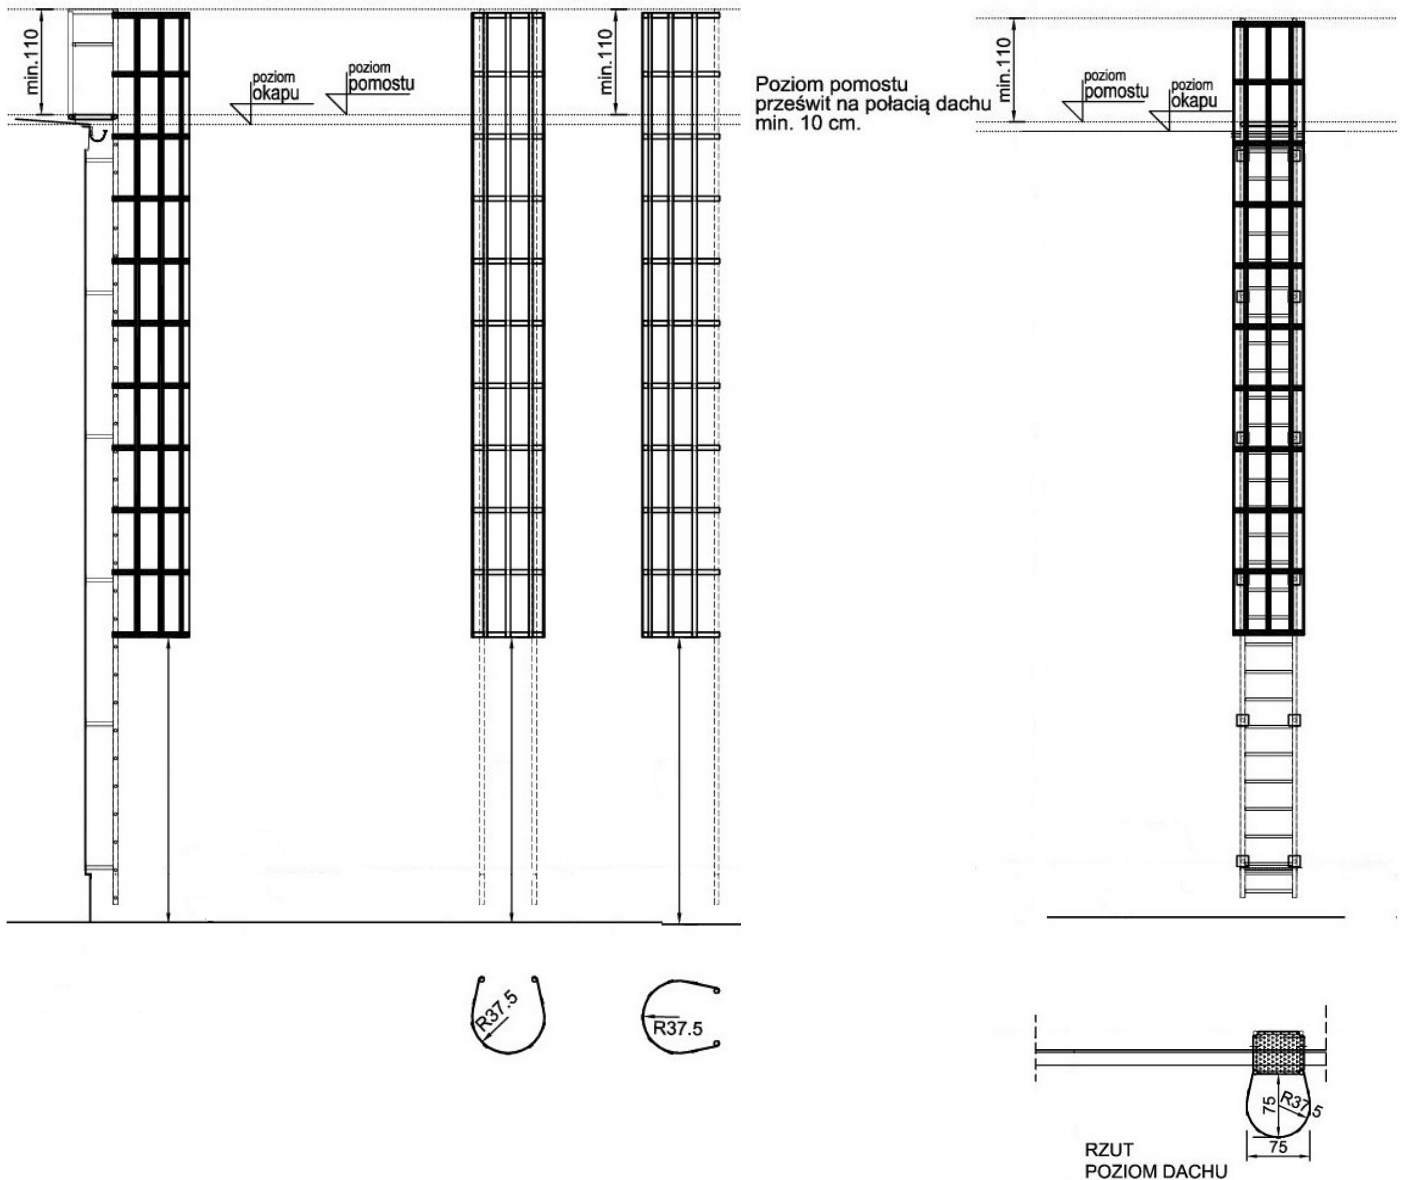 min.110
poziom
okapu
poziom
pomostu
min.110
Poziom pomostu
prześwit na połacią dachu
min. 10 cm.
min.110
poziom
pomostu
poziom
okapu
R37.5
R37.5
75
R37.5
75
RZUT
POZIOM DACHU